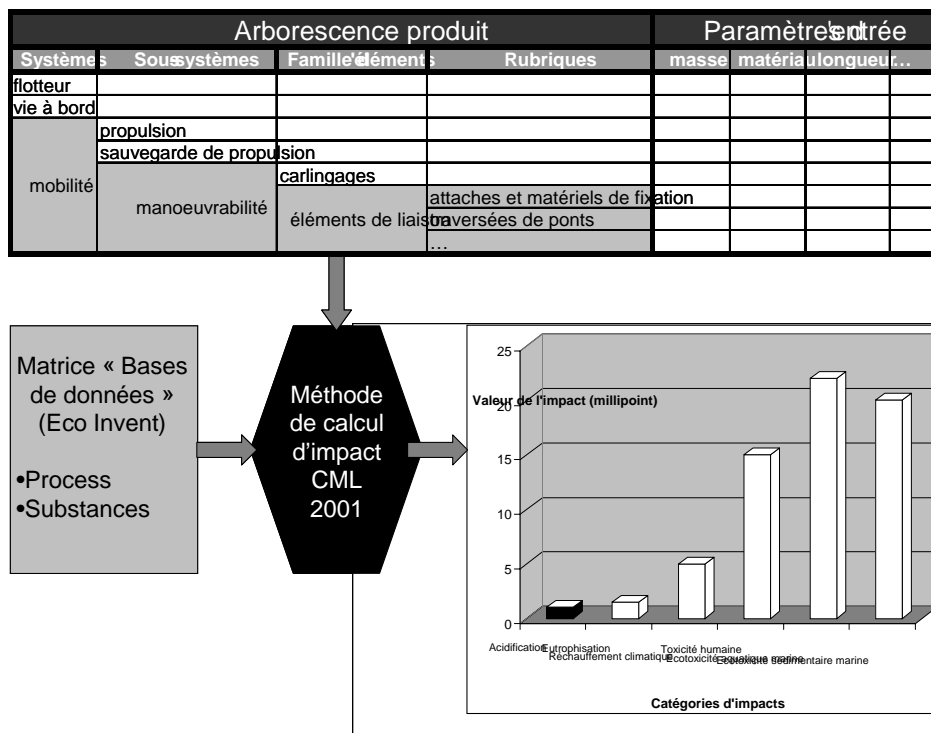 Arborescence produit Paramètres d'entrée
Systèmes Sous-systèmes Famille d'éléments Rubriques masse matériau longueur ...
flotteur
vie à bord
propulsion
sauvegarde de propulsion
mobilité
carlingages
manoeuvrabilité
attaches et matériels de fixation
éléments de liaison
traversées de ponts
...
Matrice « Bases
de données »
(Eco Invent)
•Process
•Substances
Méthode
de calcul
d'impact
CML
2001
Valeur de l'impact (millipoint)
25
20
15
10
5
0
Acidification
Eutrophisation
Réchauffement climatique
Toxicité humaine
Ecotoxicité aquatique marine
Ecotoxicité sédimentaire marine
Catégories d'impacts